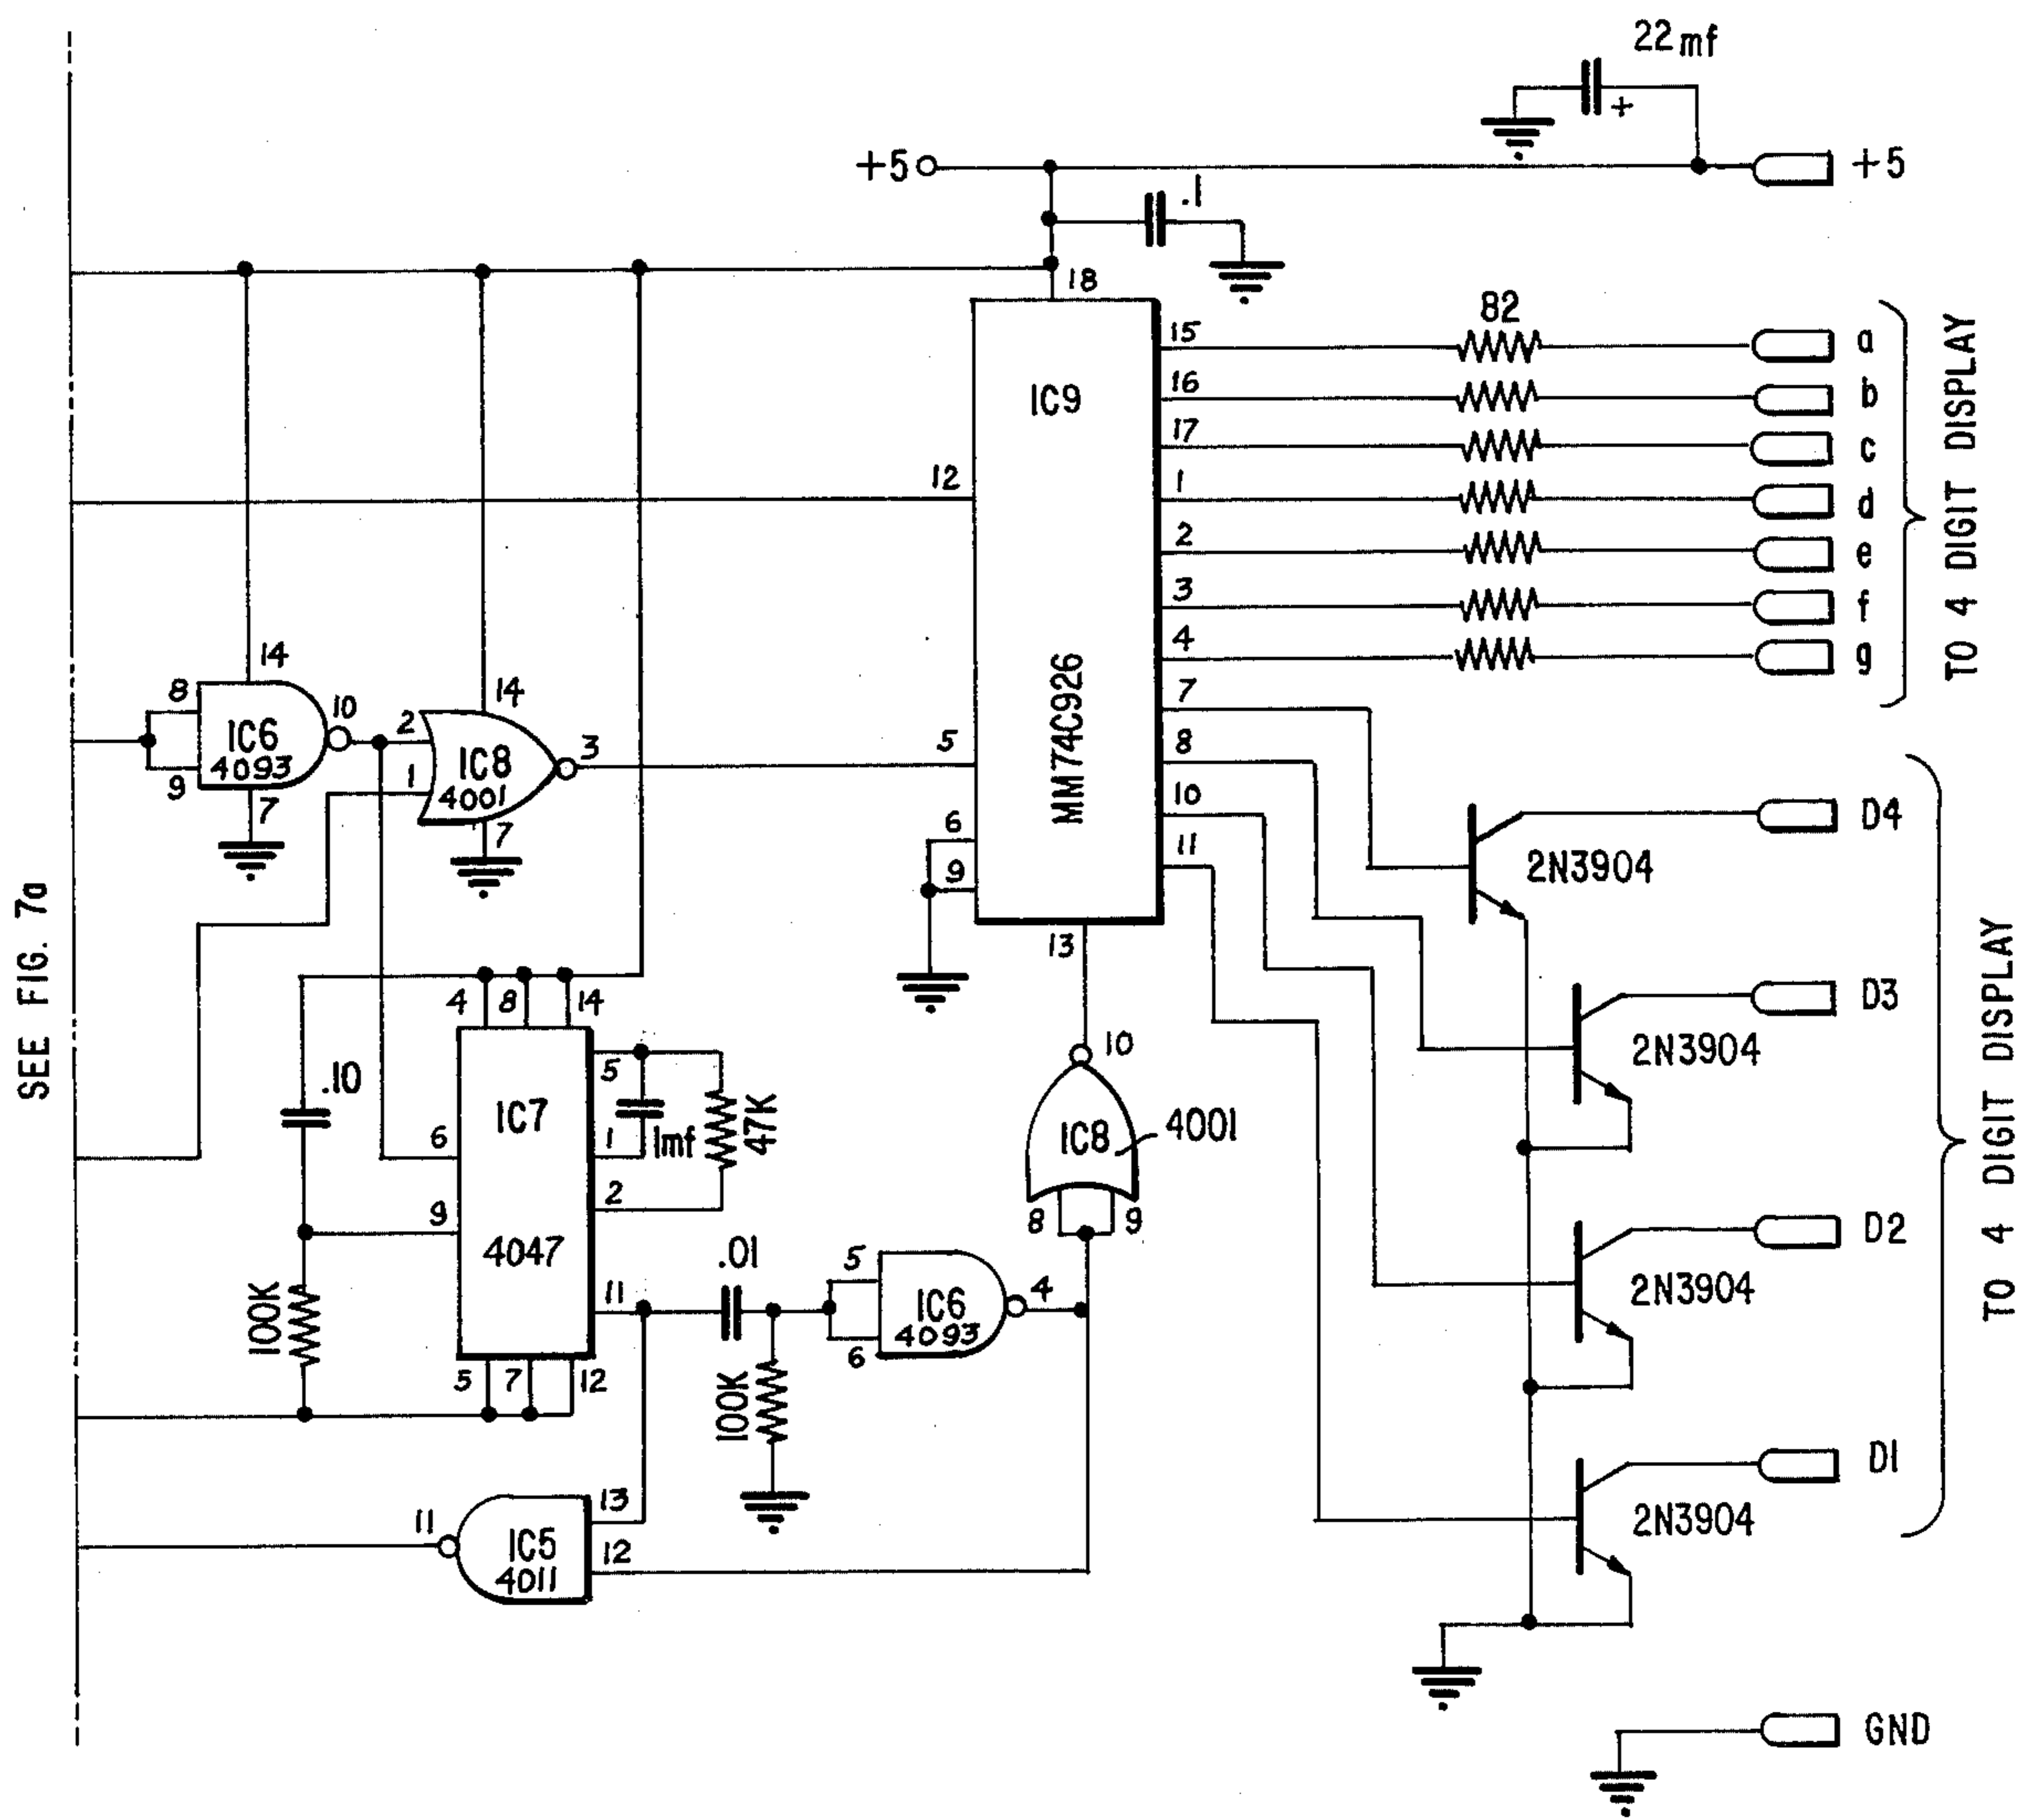 22 mf
+
+5
+5
.1
18
82
15
a
16
b
IC9
17
c
12
1
d
2
e
3
f
4
g
TO 4 DIGIT DISPLAY
MM74C926
14
8
10
IC6
4093
9
7
14
2
1
IC8
4001
3
7
5
6
9
13
7
8
10
11
D4
2N3904
D3
2N3904
D2
2N3904
D1
2N3904
TO 4 DIGIT DISPLAY
SEE FIG. 7a
4
8
14
.10
5
IC7
1
1mf
47K
6
2
9
4047
11
100K
5
7
12
.01
5
IC6
4093
4
6
100K
10
IC8
4001
8
9
11
13
IC5
4011
12
GND